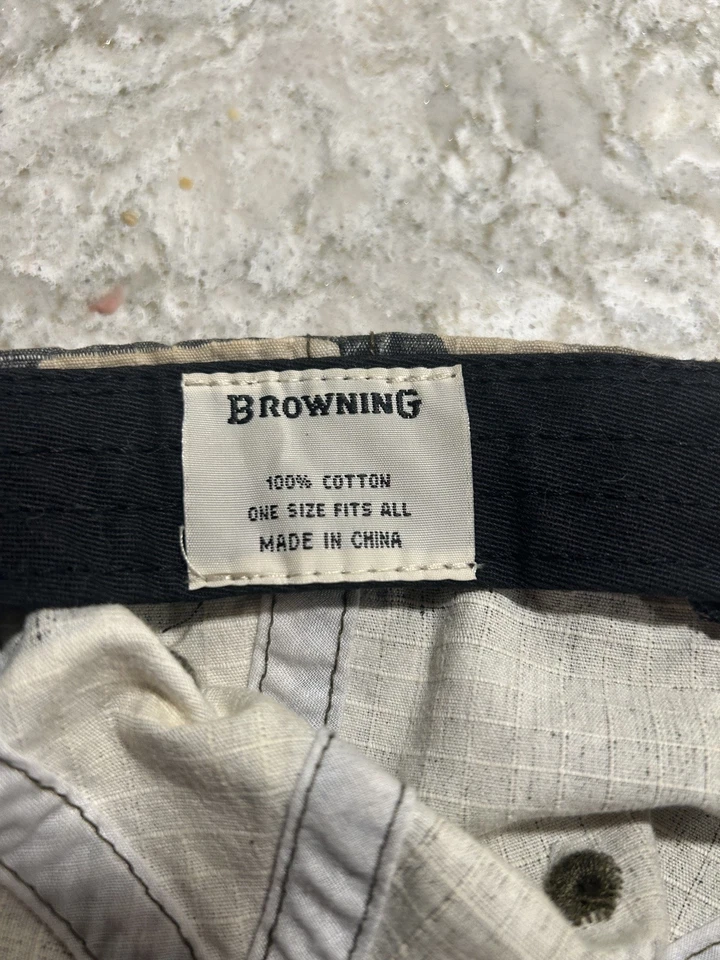 BROWNING
100% COTTON
ONE SIZE FITS ALL
MADE IN CHINA